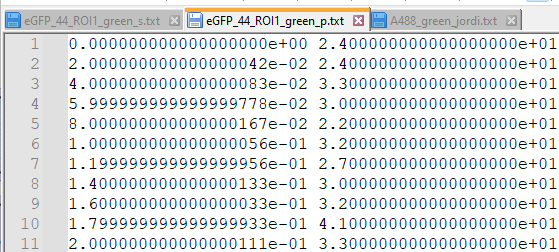 eGFP_44_ROI1_green_s.txt eGFP_44_ROI1_green_p.txt A488_green_jordi.txt
1 0.000000000000000000e+00 2.400000000000000000e+01
2 2.000000000000000042e-02 2.400000000000000000e+01
3 4.000000000000000083e-02 3.300000000000000000e+01
4 5.999999999999999778e-02 3.000000000000000000e+01
5 8.000000000000000167e-02 2.200000000000000000e+01
6 1.000000000000000056e-01 3.200000000000000000e+01
7 1.199999999999999956e-01 2.700000000000000000e+01
8 1.400000000000000133e-01 3.000000000000000000e+01
9 1.600000000000000033e-01 3.200000000000000000e+01
10 1.799999999999999933e-01 4.100000000000000000e+01
11 2.000000000000000111e-01 3.300000000000000000e+01